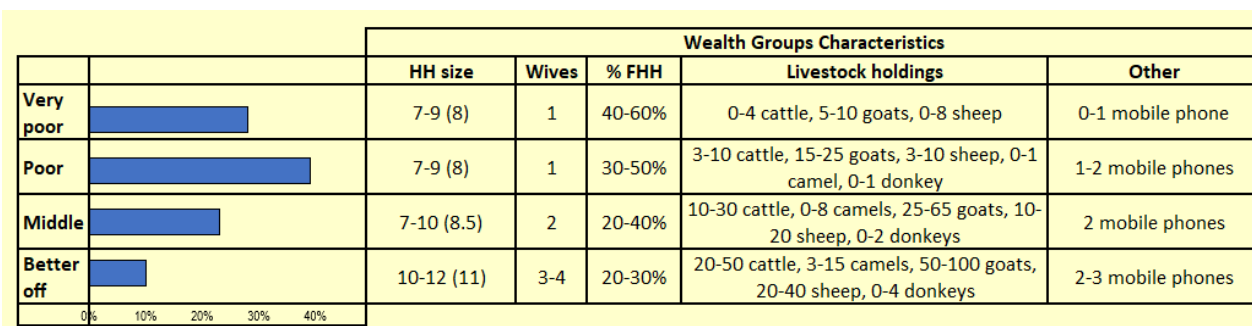 Wealth Groups Characteristics
HH size Wives % FHH Livestock holdings Other
Very poor 7-9 (8) 1 40-60% 0-4 cattle, 5-10 goats, 0-8 sheep 0-1 mobile phone
Poor 7-9 (8) 1 30-50% 3-10 cattle, 15-25 goats, 3-10 sheep, 0-1
camel, 0-1 donkey 1-2 mobile phones
Middle 7-10 (8.5) 2 20-40% 10-30 cattle, 0-8 camels, 25-65 goats, 10-
20 sheep, 0-2 donkeys 2 mobile phones
Better off 10-12 (11) 3-4 20-30% 20-50 cattle, 3-15 camels, 50-100 goats,
20-40 sheep, 0-4 donkeys 2-3 mobile phones
0% 10% 20% 30% 40%